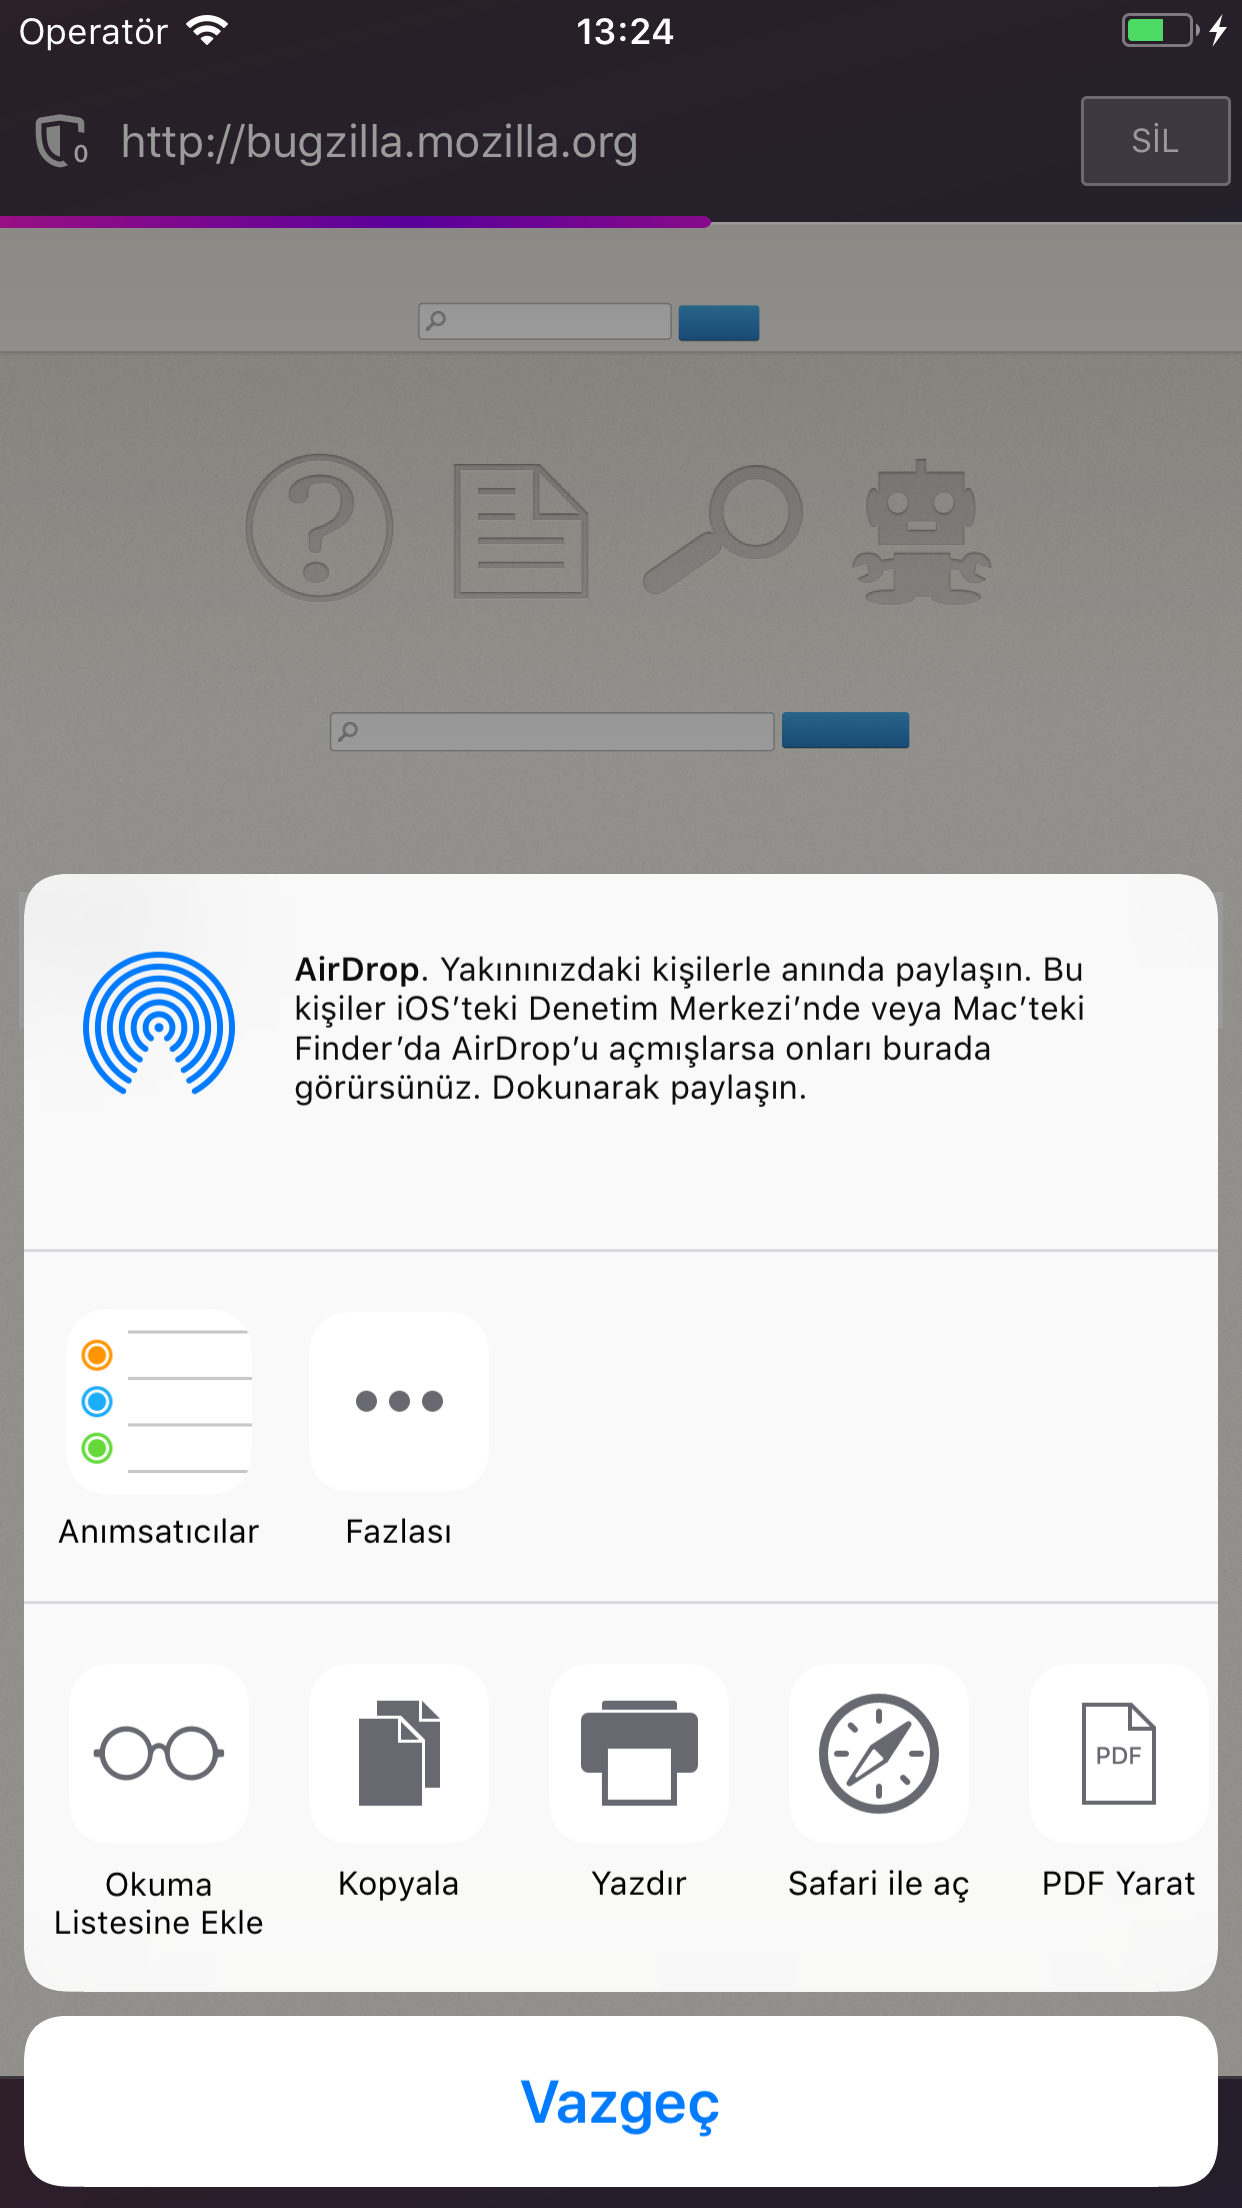 Operatör 13:24
0 http://bugzilla.mozilla.org SİL
AirDrop. Yakınınızdaki kişilerle anında paylaşın. Bu
kişiler iOS’teki Denetim Merkezi’nde veya Mac’teki
Finder’da AirDrop’u açmışlarsa onları burada
görürsünüz. Dokunarak paylaşın.
Anımsatıcılar Fazlası
PDF
Okuma Kopyala Yazdır Safari ile aç PDF Yarat
Listesine Ekle
Vazgeç